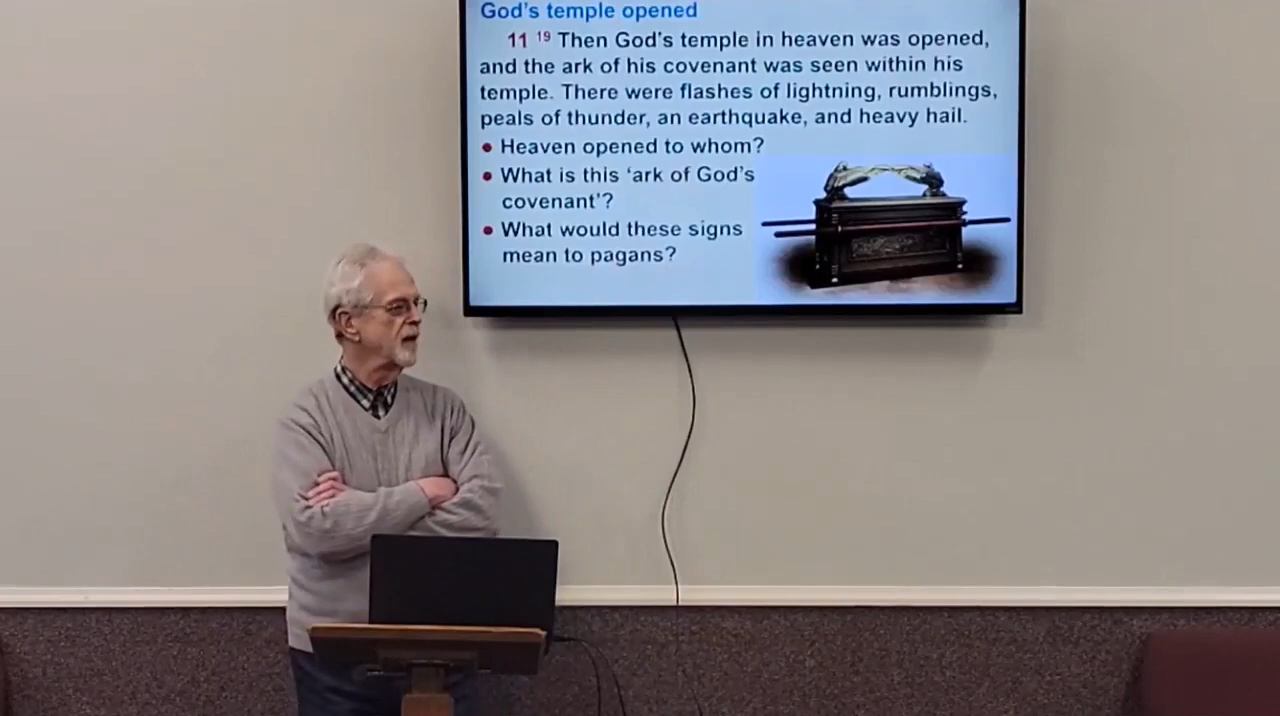 God's temple opened
11 19 Then God's temple in heaven was opened,
and the ark of his covenant was seen within his
temple. There were flashes of lightning, rumblings,
peals of thunder, an earthquake, and heavy hail.
• Heaven opened to whom?
• What is this ‘ark of God's
covenant’?
• What would these signs
mean to pagans?